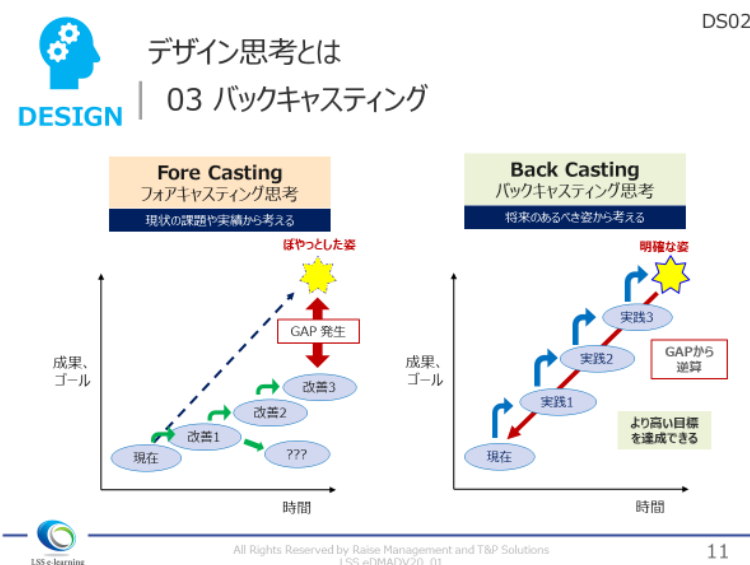 DS02
デザイン思考とは
DESIGN
03 バックキャスティング
Fore Casting
フォアキャスティング思考
現状の課題や実績から考える
ぼやっとした姿
GAP 発生
成果、
ゴール
改善3
改善2
改善1
現在
???
時間
Back Casting
バックキャスティング思考
将来のあるべき姿から考える
明確な姿
実践3
GAPから
逆算
実践2
成果、
ゴール
実践1
より高い目標
を達成できる
現在
時間
LSS e-learning
All Rights Reserved by Raise Management and T&P Solutions
LSS eDMADV20_01
11